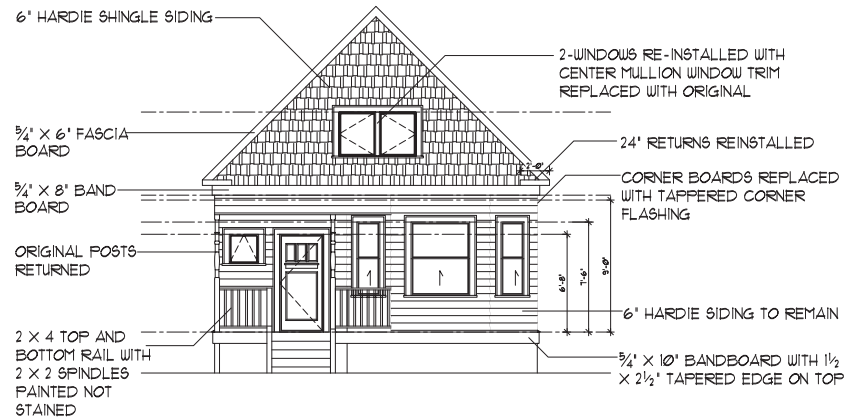 6" HARDIE SHINGLE SIDING
2-WINDOWS RE-INSTALLED WITH
CENTER MULLION WINDOW TRIM
REPLACED WITH ORIGINAL
5/4" X 6" FASCIA
BOARD
24" RETURNS REINSTALLED
2'-0"
5/4" X 8" BAND
BOARD
CORNER BOARDS REPLACED
WITH TAPPERED CORNER
FLASHING
ORIGINAL POSTS
RETURNED
6'-8"
7'-6"
9'-0"
6" HARDIE SIDING TO REMAIN
2 X 4 TOP AND
BOTTOM RAIL WITH
2 X 2 SPINDLES
PAINTED NOT
STAINED
5/4" X 10" BANDBOARD WITH 1 1/2
X 2 1/2" TAPERED EDGE ON TOP